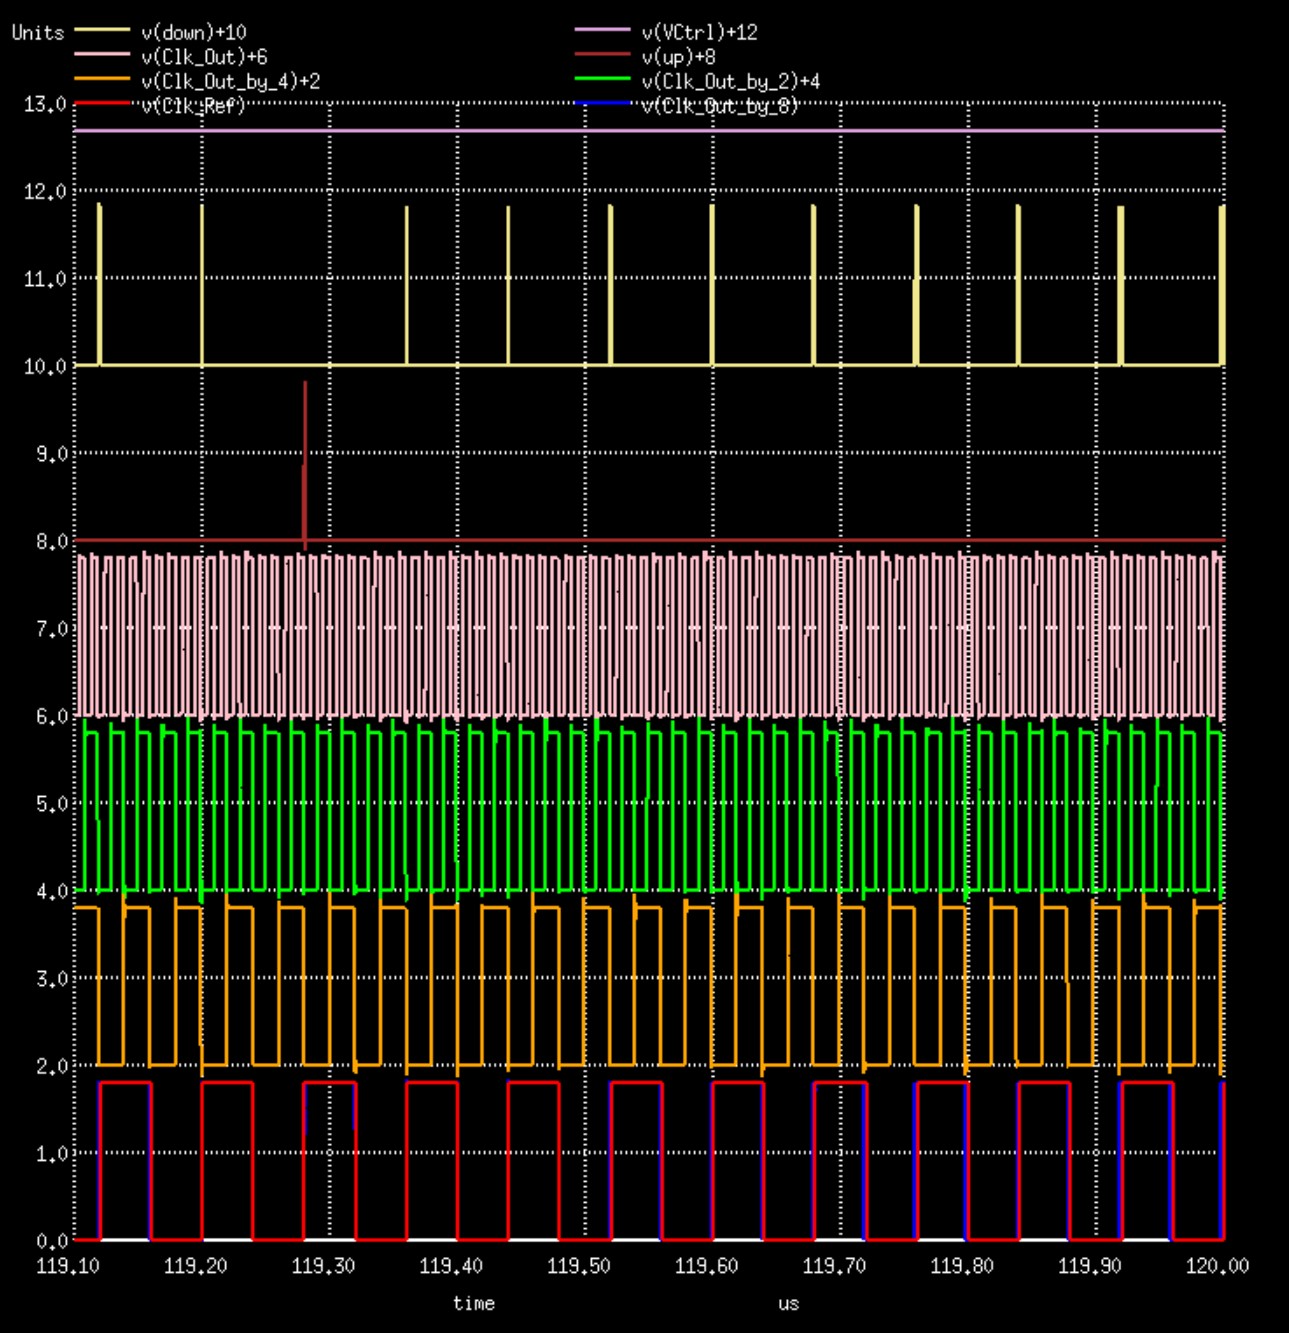 Units v(down)+10 v(VCtrl)+12
v(Clk_Out)+6 v(up)+8
v(Clk_Out_by_4)+2 v(Clk_Out_by_2)+4
13.0 v(Clk_Ref) v(Clk_Out_by_8)
12.0
11.0
10.0
9.0
8.0
7.0
6.0
5.0
4.0
3.0
2.0
1.0
0.0
119.10 119.20 119.30 119.40 119.50 119.60 119.70 119.80 119.90 120.00
time us